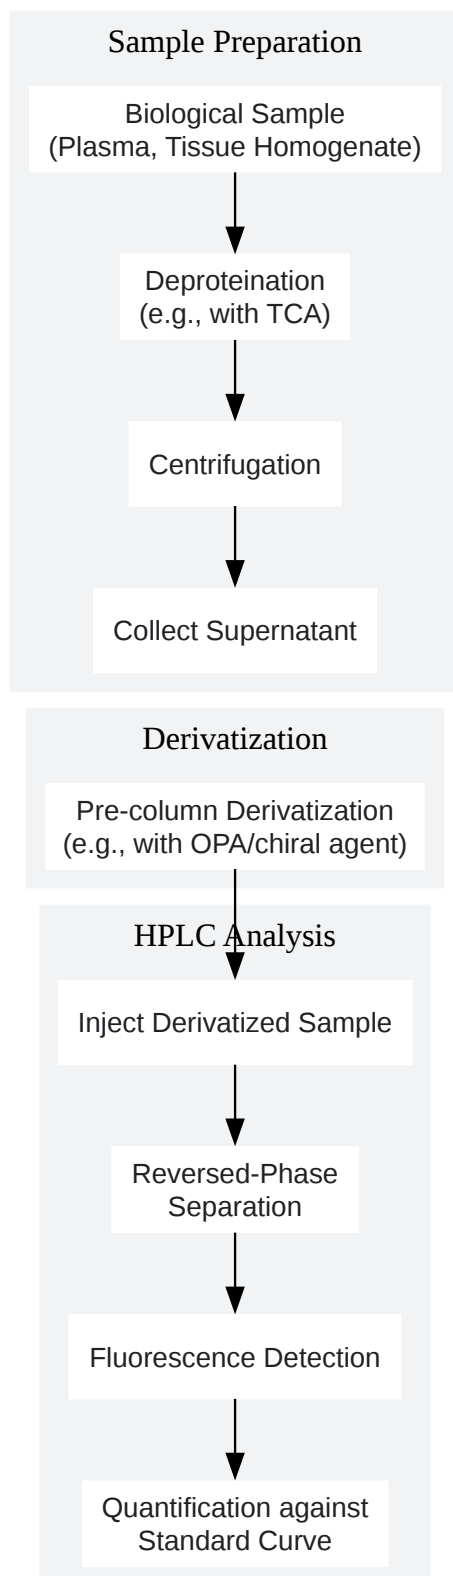 Sample Preparation
Biological Sample
(Plasma, Tissue Homogenate)
Deproteination
(e.g., with TCA)
Centrifugation
Collect Supernatant
Derivatization
Pre-column Derivatization
(e.g., with OPA/chiral agent)
HPLC Analysis
Inject Derivatized Sample
Reversed-Phase
Separation
Fluorescence Detection
Quantification against
Standard Curve